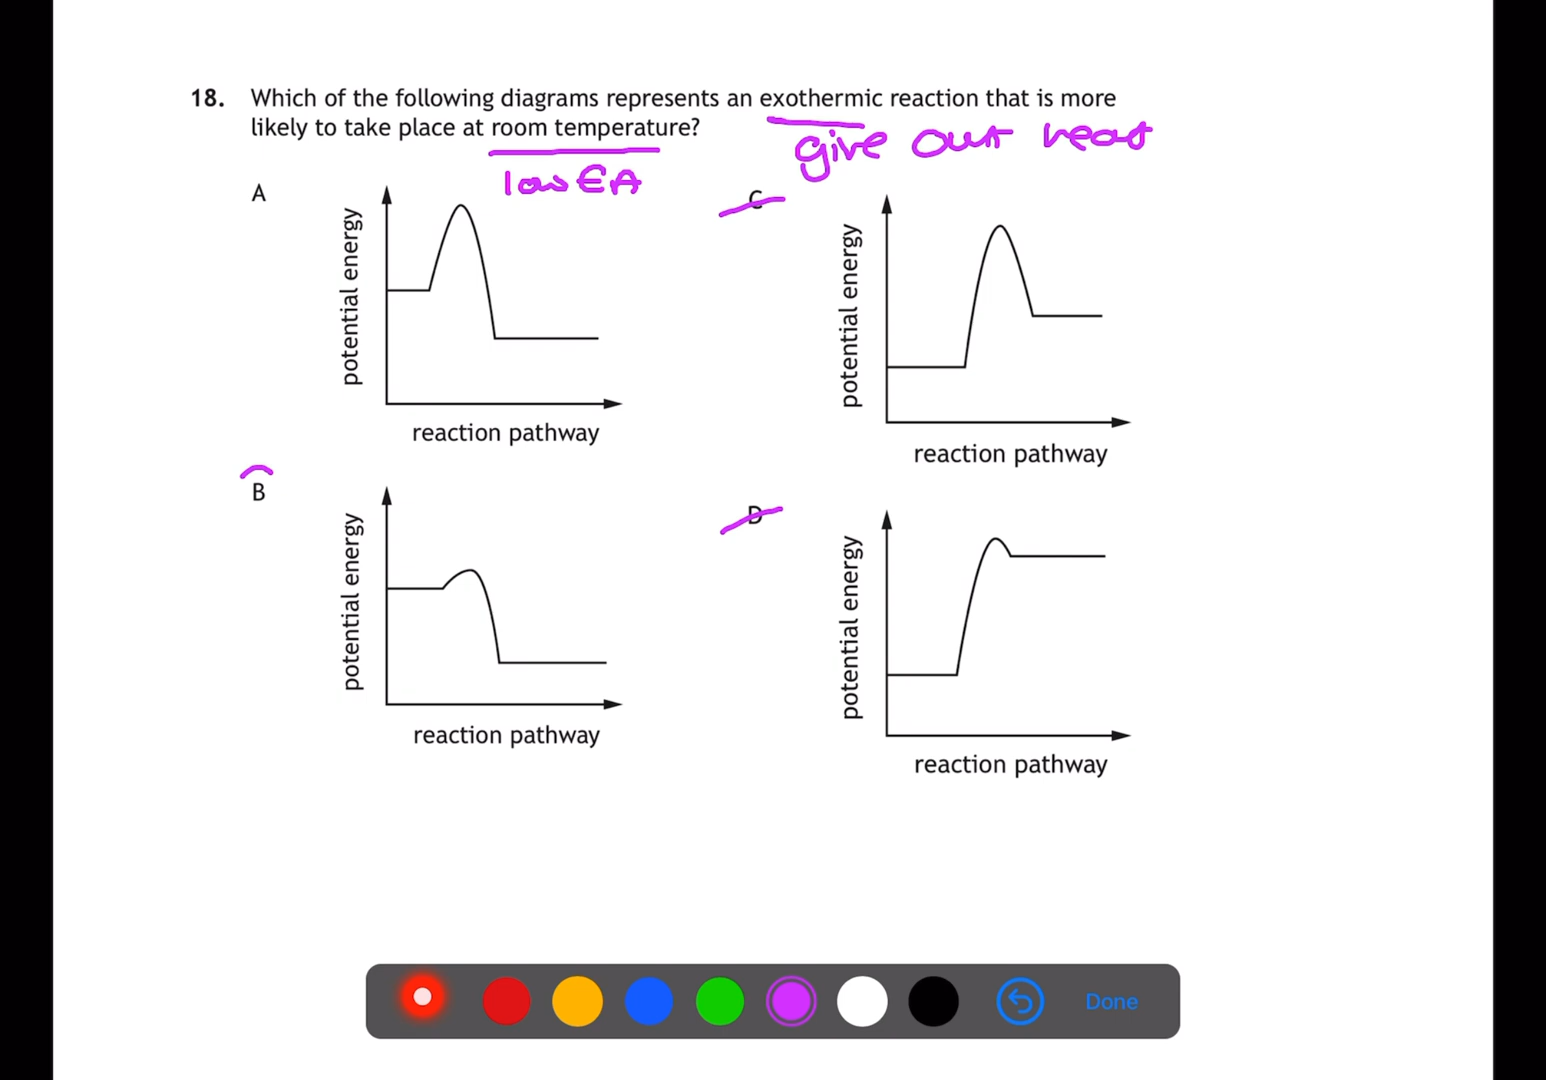 18. Which of the following diagrams represents an exothermic reaction that is more
likely to take place at room temperature?
give out heat
low EA
A
potential energy
reaction pathway
C
potential energy
reaction pathway
B
potential energy
reaction pathway
D
potential energy
reaction pathway
Done